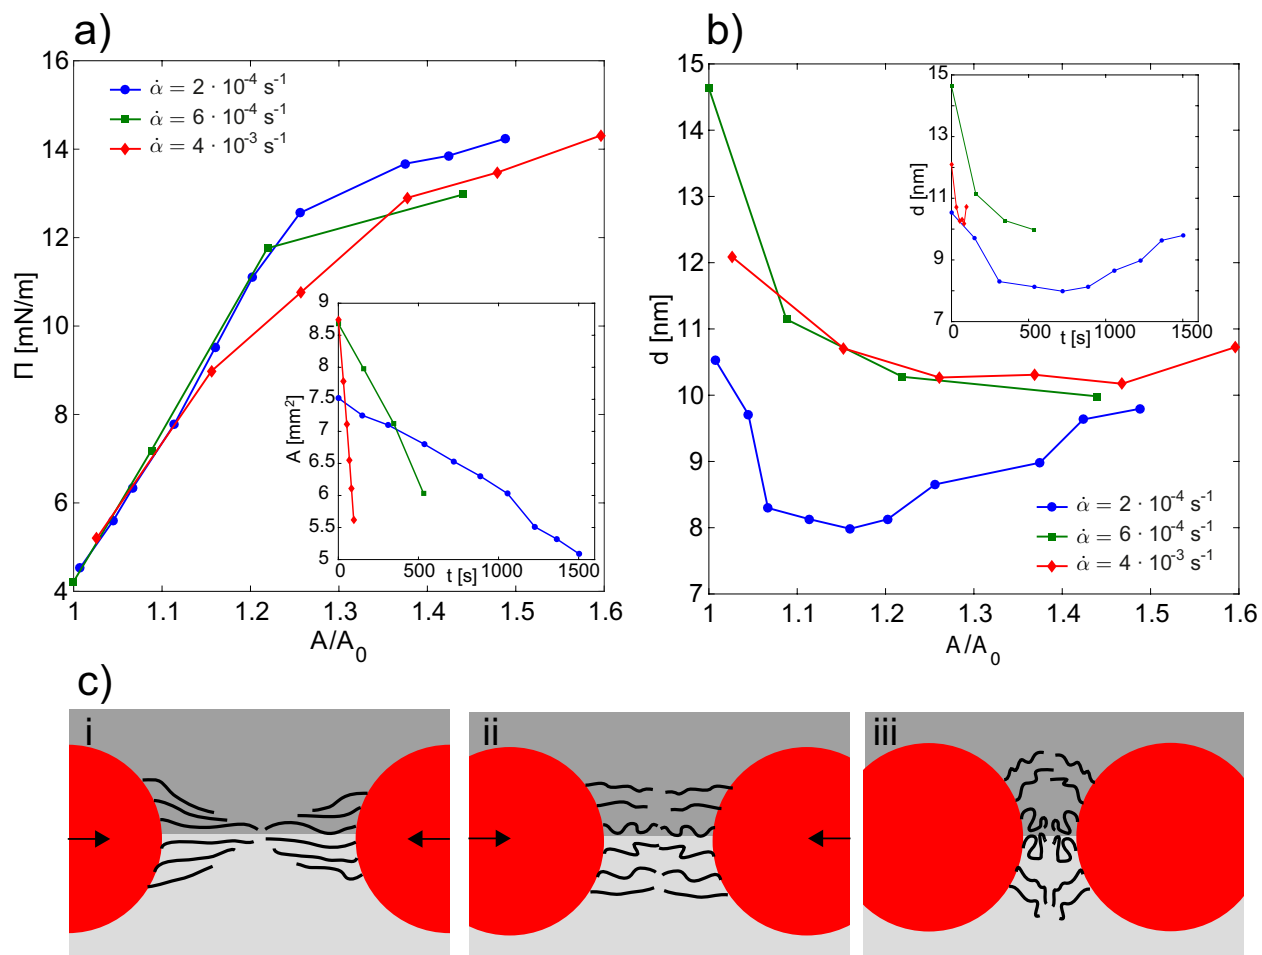 a)
16
14
12
10
8
6
4
Π [mN/m]
α̇ = 2 · 10⁻⁴ s⁻¹
α̇ = 6 · 10⁻⁴ s⁻¹
α̇ = 4 · 10⁻³ s⁻¹
9
8.5
8
7.5
7
6.5
6
5.5
5
A [mm²]
0 500 1000 1500
t [s]
1 1.1 1.2 1.3 1.4 1.5 1.6
A/A₀
b)
15
14
13
12
11
10
9
8
7
d [nm]
15
13
11
10
8
7
d [nm]
0 500 1000 1500
t [s]
α̇ = 2 · 10⁻⁴ s⁻¹
α̇ = 6 · 10⁻⁴ s⁻¹
α̇ = 4 · 10⁻³ s⁻¹
1 1.1 1.2 1.3 1.4 1.5 1.6
A/A₀
c)
i
ii
iii